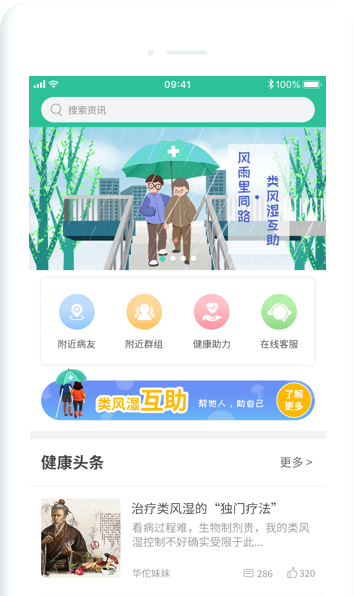 09:41
100%
搜索资讯
风雨里同路
类风湿互助
附近病友
附近群组
健康助力
在线客服
类风湿互助
帮他人，助自己
了解
更多
健康头条
更多 >
治疗类风湿的“独门疗法”
看病过程难，生物制剂贵，我的类风
湿控制不好确实受限于此...
华佗妹妹
286
320